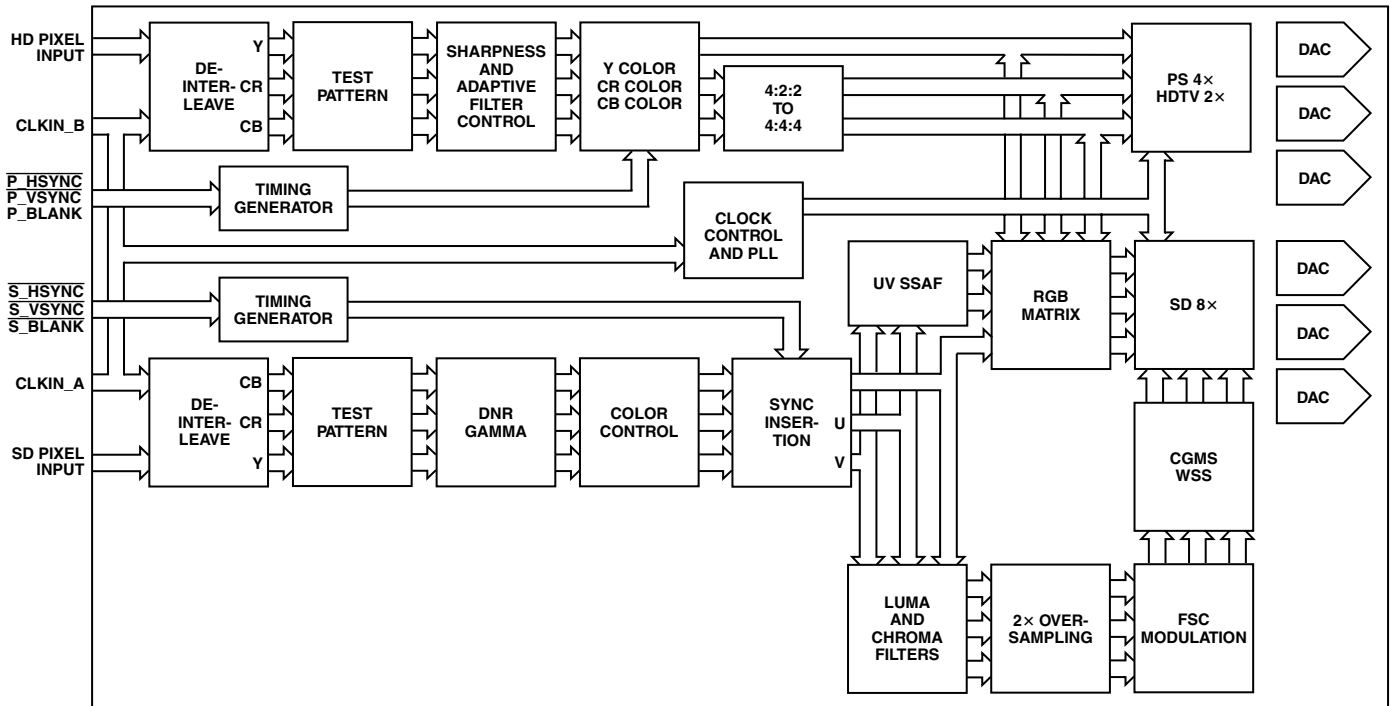 HD PIXEL
INPUT
CLKIN_B
P_HSYNC
P_VSYNC
P_BLANK
S_HSYNC
S_VSYNC
S_BLANK
CLKIN_A
SD PIXEL
INPUT
DE-
INTER-
LEAVE
Y
CR
CB
TEST
PATTERN
SHARPNESS
AND
ADAPTIVE
FILTER
CONTROL
Y COLOR
CR COLOR
CB COLOR
4:2:2
TO
4:4:4
PS 4×
HDTV 2×
DAC
DAC
DAC
TIMING
GENERATOR
CLOCK
CONTROL
AND PLL
TIMING
GENERATOR
UV SSAF
RGB
MATRIX
SD 8×
DAC
DAC
DAC
DE-
INTER-
LEAVE
CB
CR
Y
TEST
PATTERN
DNR
GAMMA
COLOR
CONTROL
SYNC
INSER-
TION
U
V
CGMS
WSS
LUMA
AND
CHROMA
FILTERS
2× OVER-
SAMPLING
FSC
MODULATION